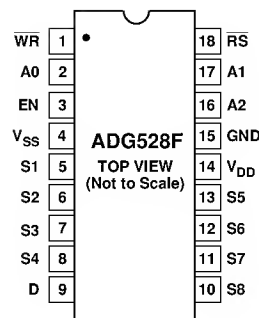 WR 1 18 RS
A0 2 17 A1
EN 3 16 A2
VSS 4 ADG528F 15 GND
S1 5 TOP VIEW 14 VDD
S2 6 (Not to Scale) 13 S5
S3 7 12 S6
S4 8 11 S7
D 9 10 S8